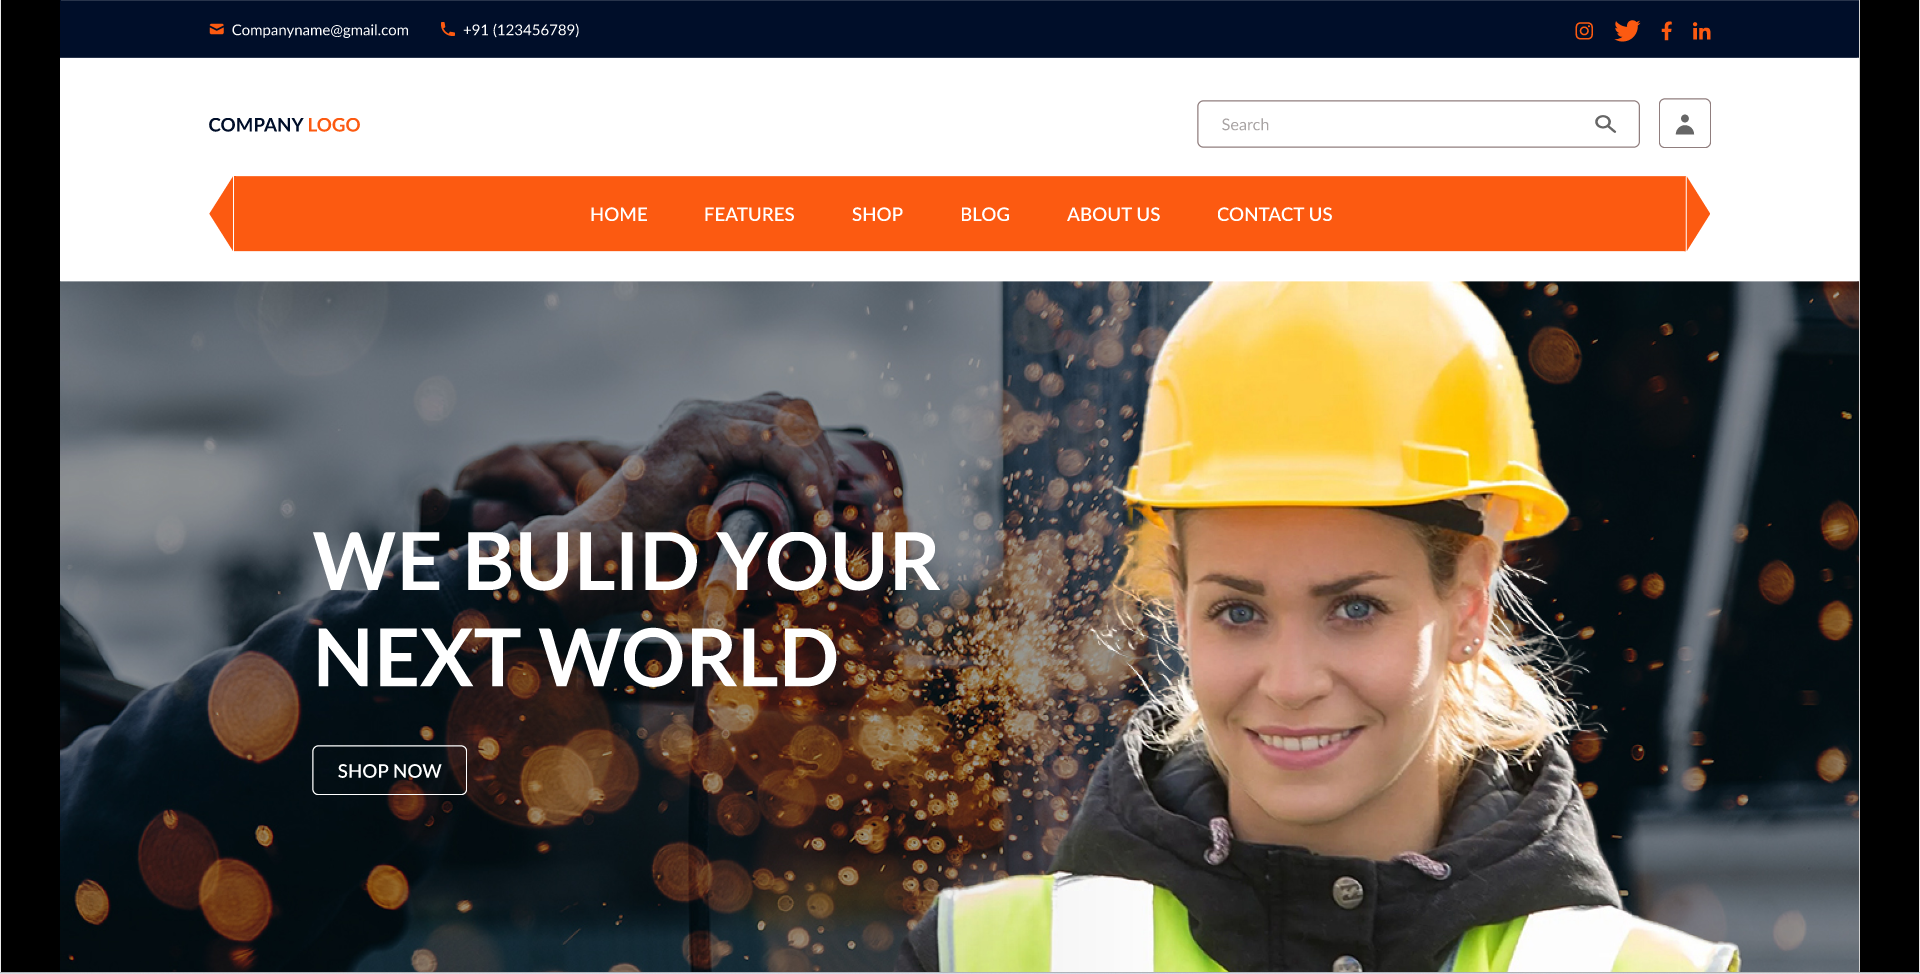 Companyname@gmail.com +91 (123456789)
COMPANY LOGO
Search
HOME FEATURES SHOP BLOG ABOUT US CONTACT US
WE BULID YOUR
NEXT WORLD
SHOP NOW